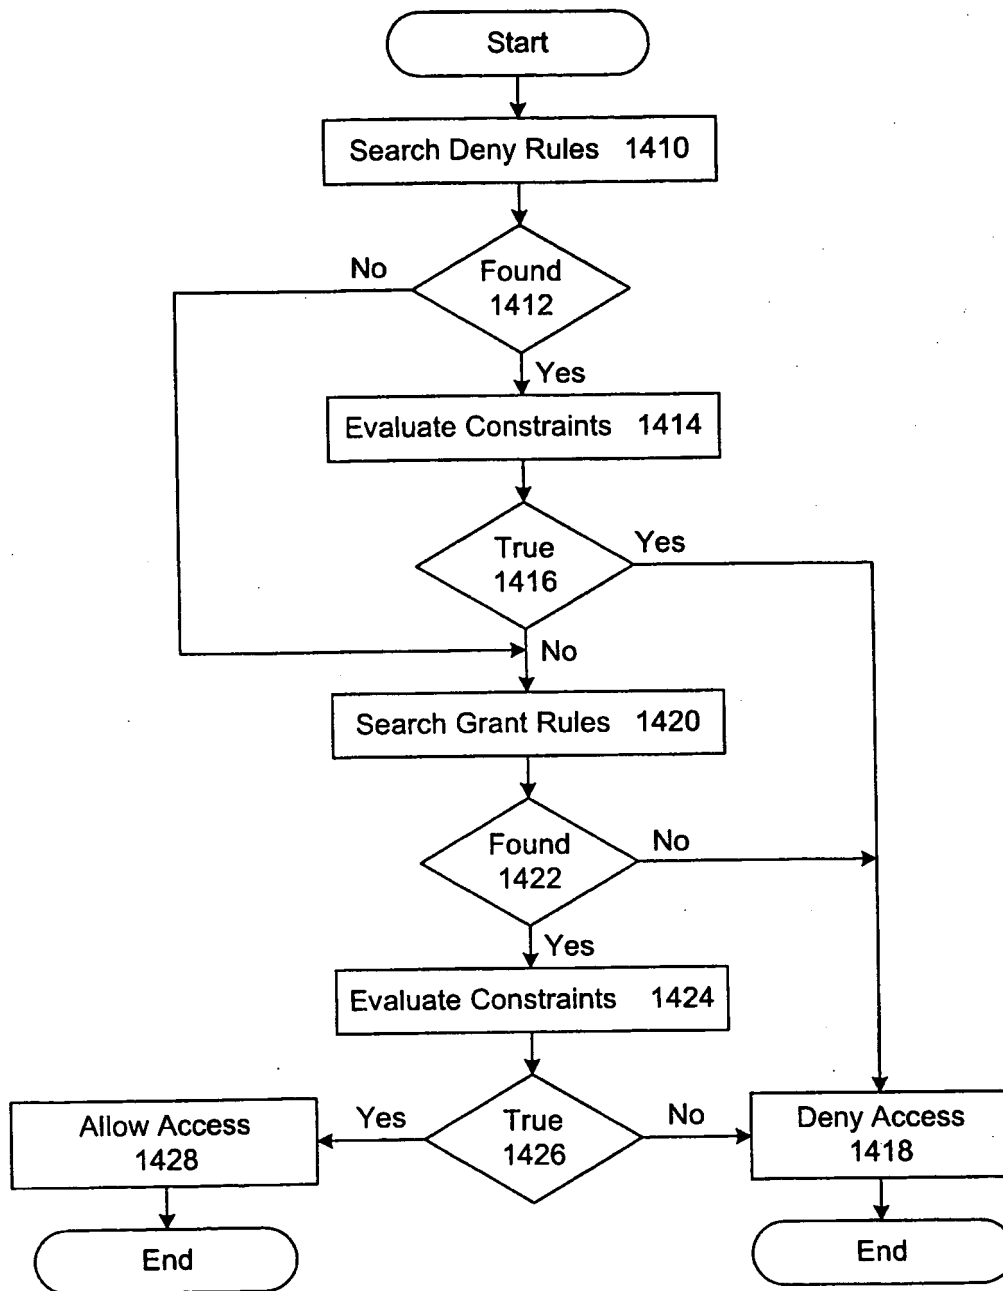 Start
Search Deny Rules 1410
No
Found
1412
Yes
Evaluate Constraints 1414
True
1416
Yes
No
Search Grant Rules 1420
Found
1422
No
Yes
Evaluate Constraints 1424
Allow Access
1428
Yes
True
1426
No
Deny Access
1418
End
End